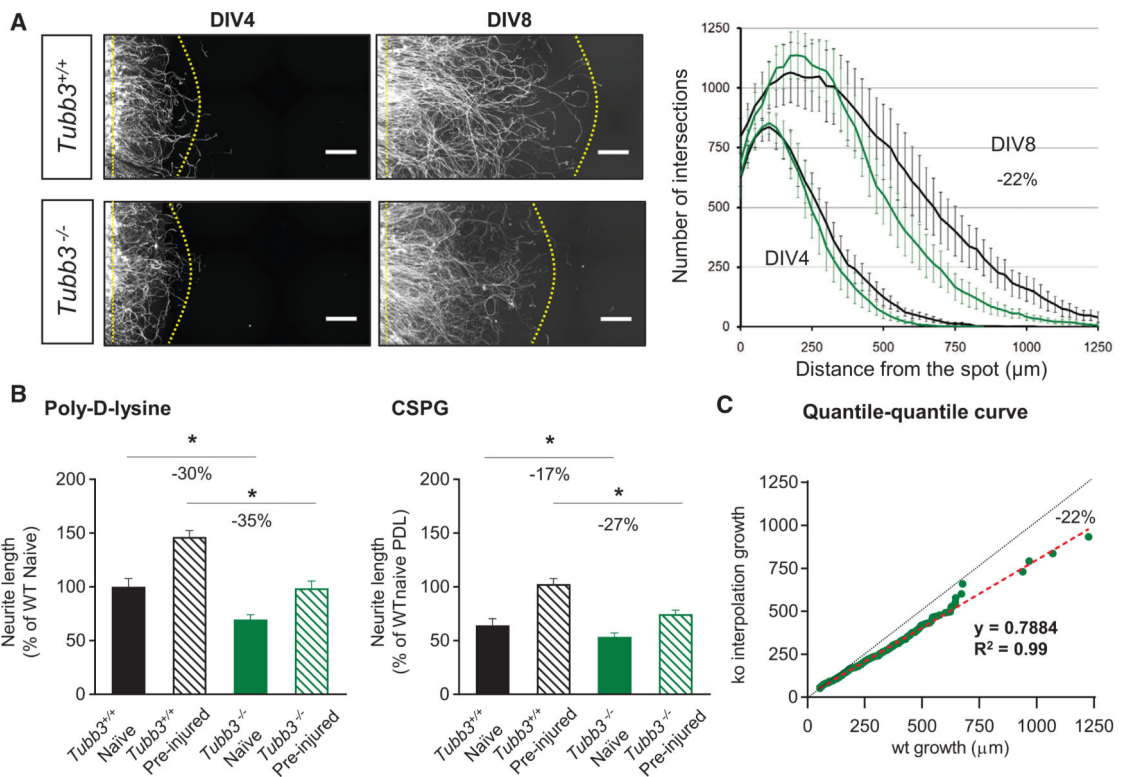 A
DIV4
DIV8
Tubb3+/+
Tubb3-/-
Number of intersections
1250
1000
750
500
250
0
DIV8
-22%
DIV4
0
250
500
750
1000
1250
Distance from the spot (µm)
B
Poly-D-lysine
Neurite length
(% of WT Naive)
200
150
100
50
0
*
-30%
*
-35%
Tubb3+/+
Naïve
Tubb3+/+
Pre-injured
Tubb3-/-
Naïve
Tubb3-/-
Pre-injured
CSPG
Neurite length
(% of WTnaive PDL)
200
150
100
50
0
*
-17%
*
-27%
Tubb3+/+
Naïve
Tubb3+/+
Pre-injured
Tubb3-/-
Naïve
Tubb3-/-
Pre-injured
C
Quantile-quantile curve
ko interpolation growth
1250
1000
750
500
250
0
-22%
y = 0.7884
R2 = 0.99
0
250
500
750
1000
1250
wt growth (µm)